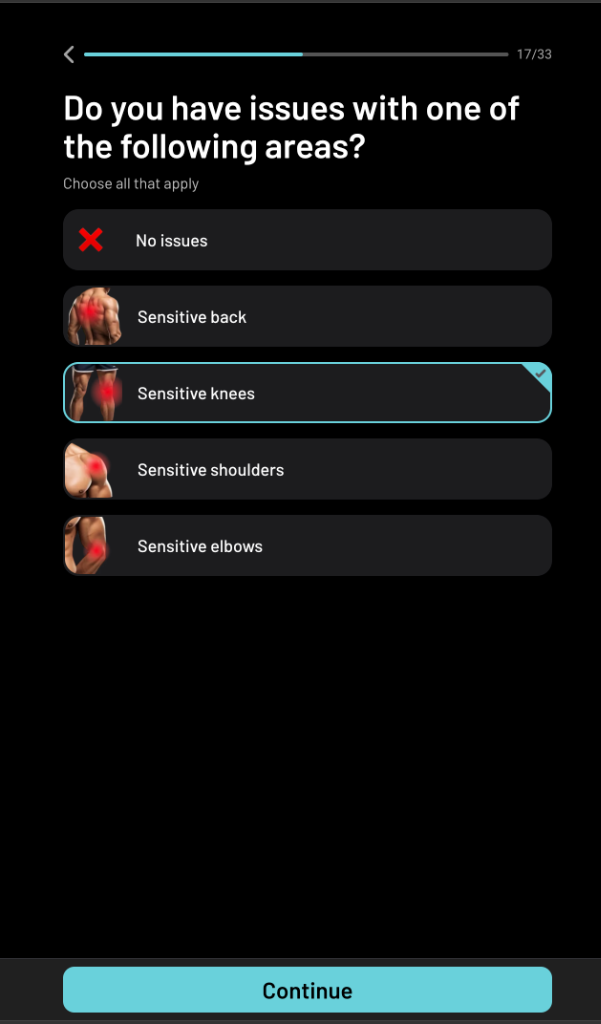 17/33
Do you have issues with one of
the following areas?
Choose all that apply
No issues
Sensitive back
Sensitive knees
Sensitive shoulders
Sensitive elbows
Continue